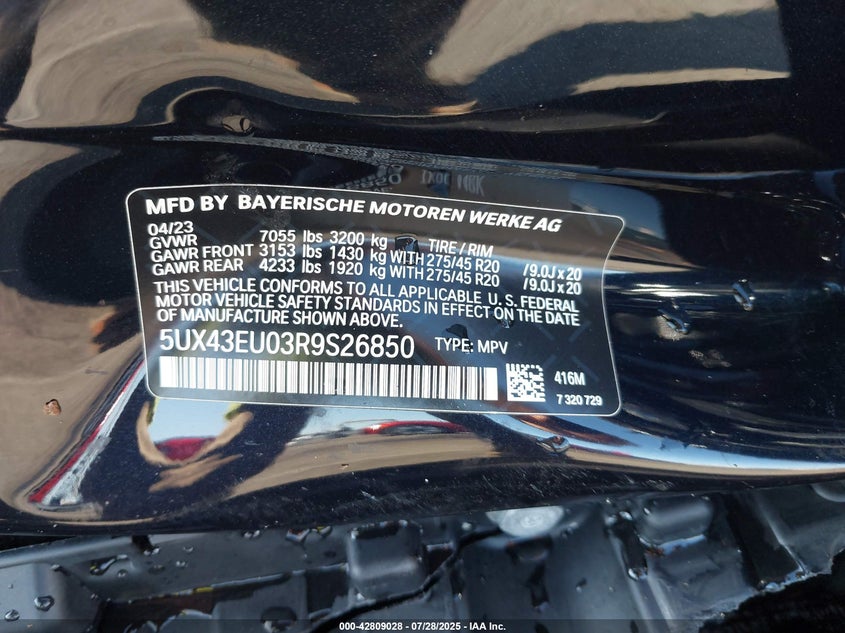 MFD BY BAYERISCHE MOTOREN WERKE AG
04/23
GVWR 7055 lbs 3200 kg TIRE / RIM
GAWR FRONT 3153 lbs 1430 kg WITH 275/45 R20 /9.0J x 20
GAWR REAR 4233 lbs 1920 kg WITH 275/45 R20 /9.0J x 20
THIS VEHICLE CONFORMS TO ALL APPLICABLE U. S. FEDERAL
MOTOR VEHICLE SAFETY STANDARDS IN EFFECT ON THE DATE
OF MANUFACTURE SHOWN ABOVE.
5UX43EU03R9S26850 TYPE: MPV
416M
7 320 729
000-42809028 - 07/28/2025 - IAA Inc.